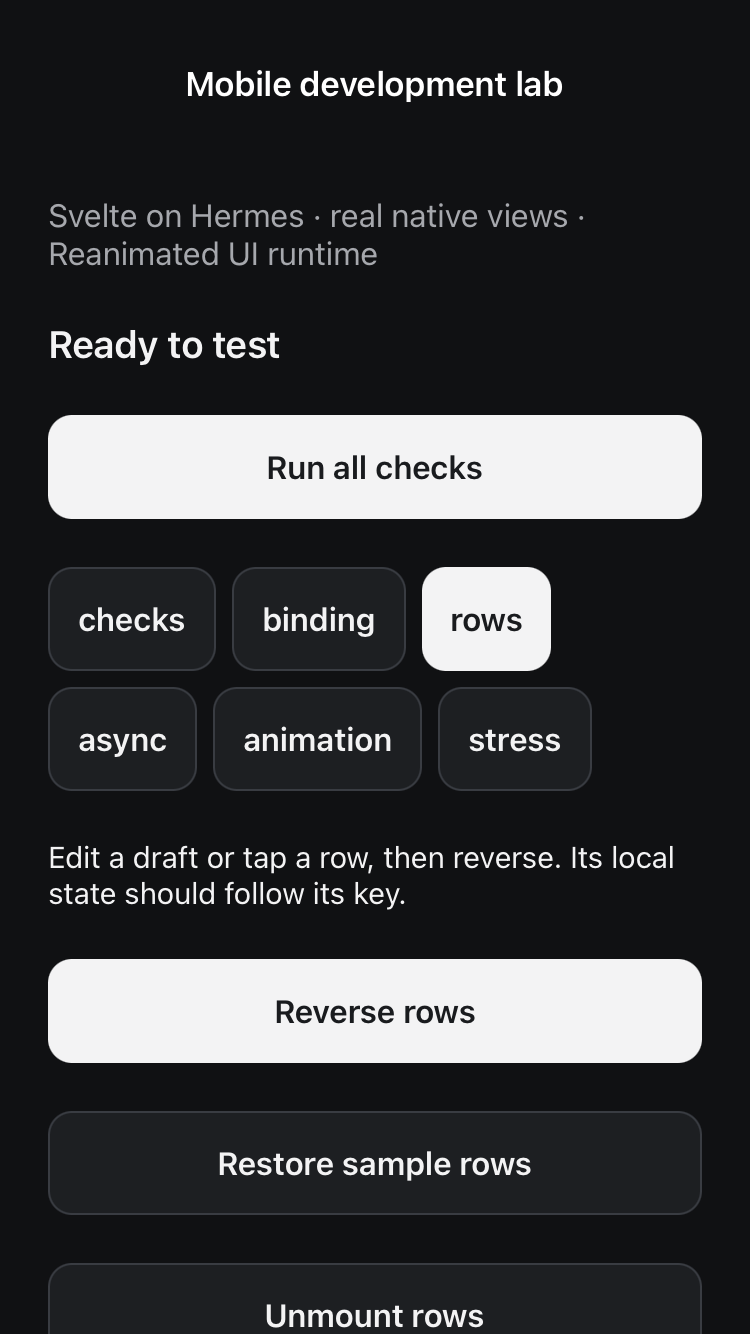 Mobile development lab
Svelte on Hermes · real native views ·
Reanimated UI runtime
Ready to test
Run all checks
checks
binding
rows
async
animation
stress
Edit a draft or tap a row, then reverse. Its local
state should follow its key.
Reverse rows
Restore sample rows
Unmount rows